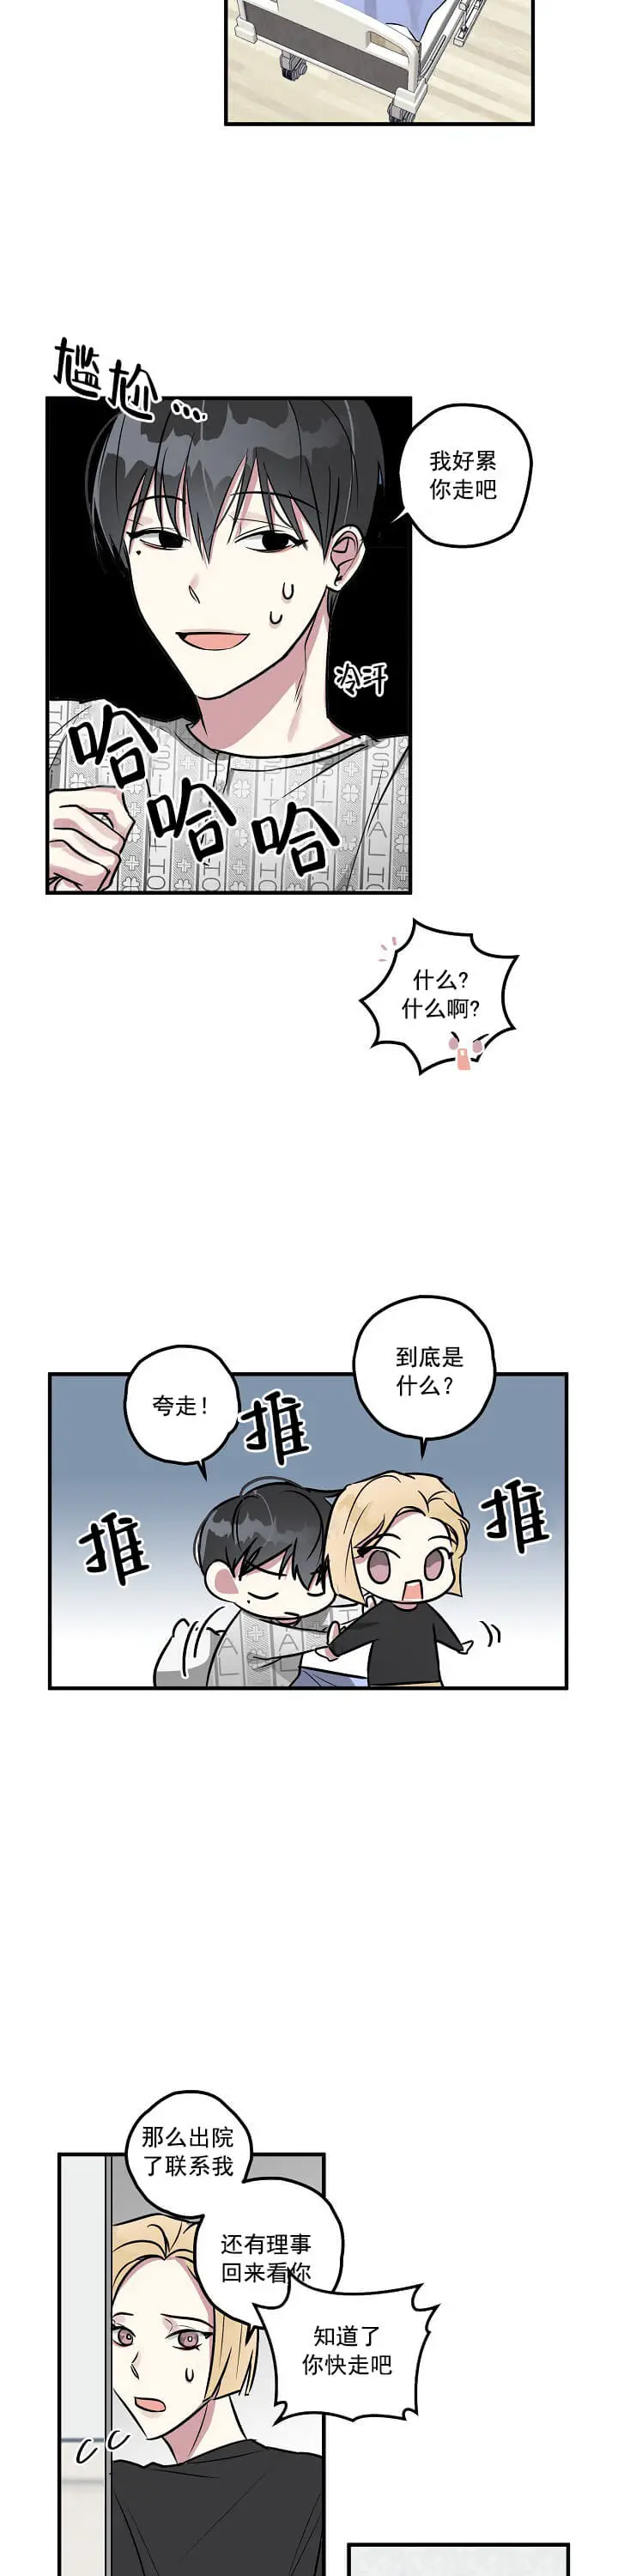 尴尬...
我好累
你走吧
冷汗
哈哈哈
HOSPITAL
什么?
什么啊?
到底是
什么？
夸走！
推
推
推
那么出院
了联系我
还有理事
回来看你
知道了
你快走吧